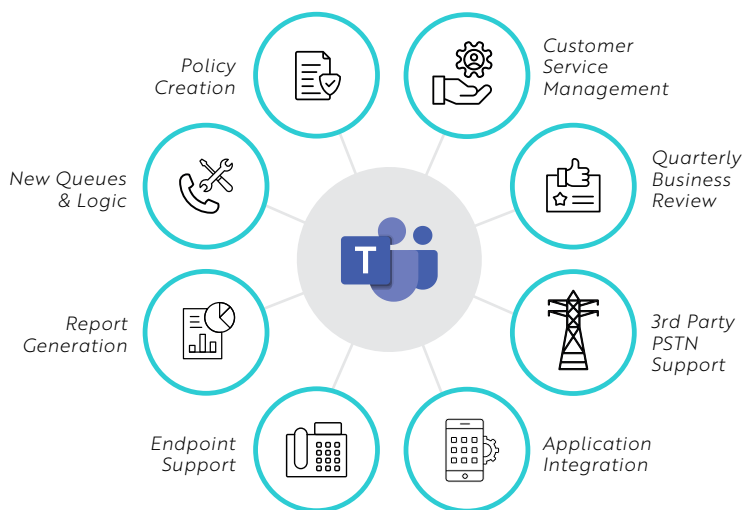 Policy
Creation
Customer
Service
Management
New Queues
& Logic
Quarterly
Business
Review
T
Report
Generation
3rd Party
PSTN
Support
Endpoint
Support
Application
Integration